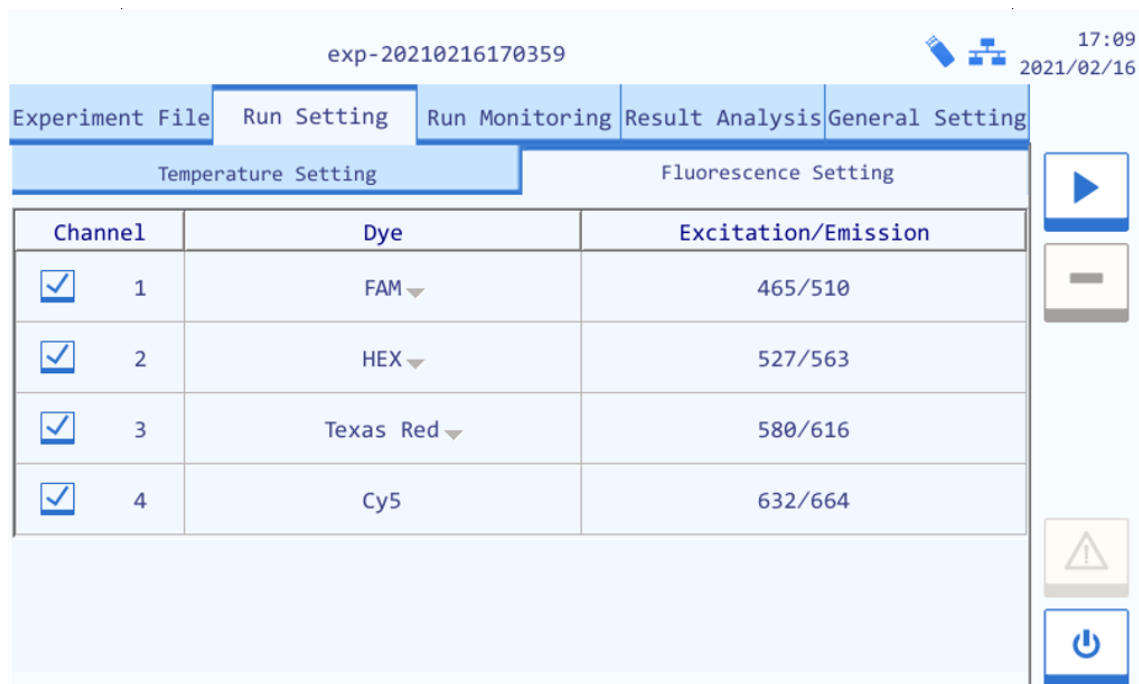 exp-20210216170359
17:09
2021/02/16
Experiment File Run Setting Run Monitoring Result Analysis General Setting
Temperature Setting Fluorescence Setting
Channel Dye Excitation/Emission
1 FAM 465/510
2 HEX 527/563
3 Texas Red 580/616
4 Cy5 632/664